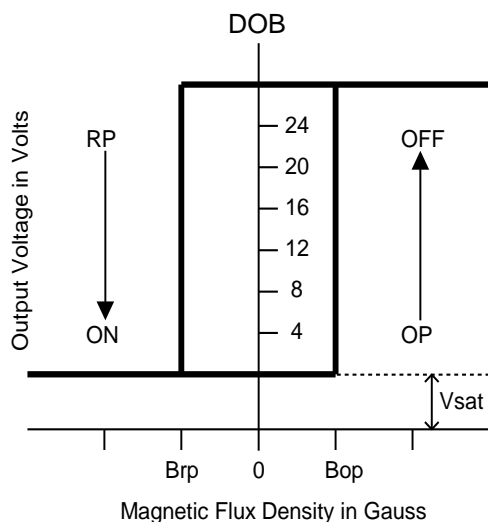 DOB
Output Voltage in Volts
24
RP
OFF
20
16
12
8
4
ON
OP
Vsat
Brp
0
Bop
Magnetic Flux Density in Gauss